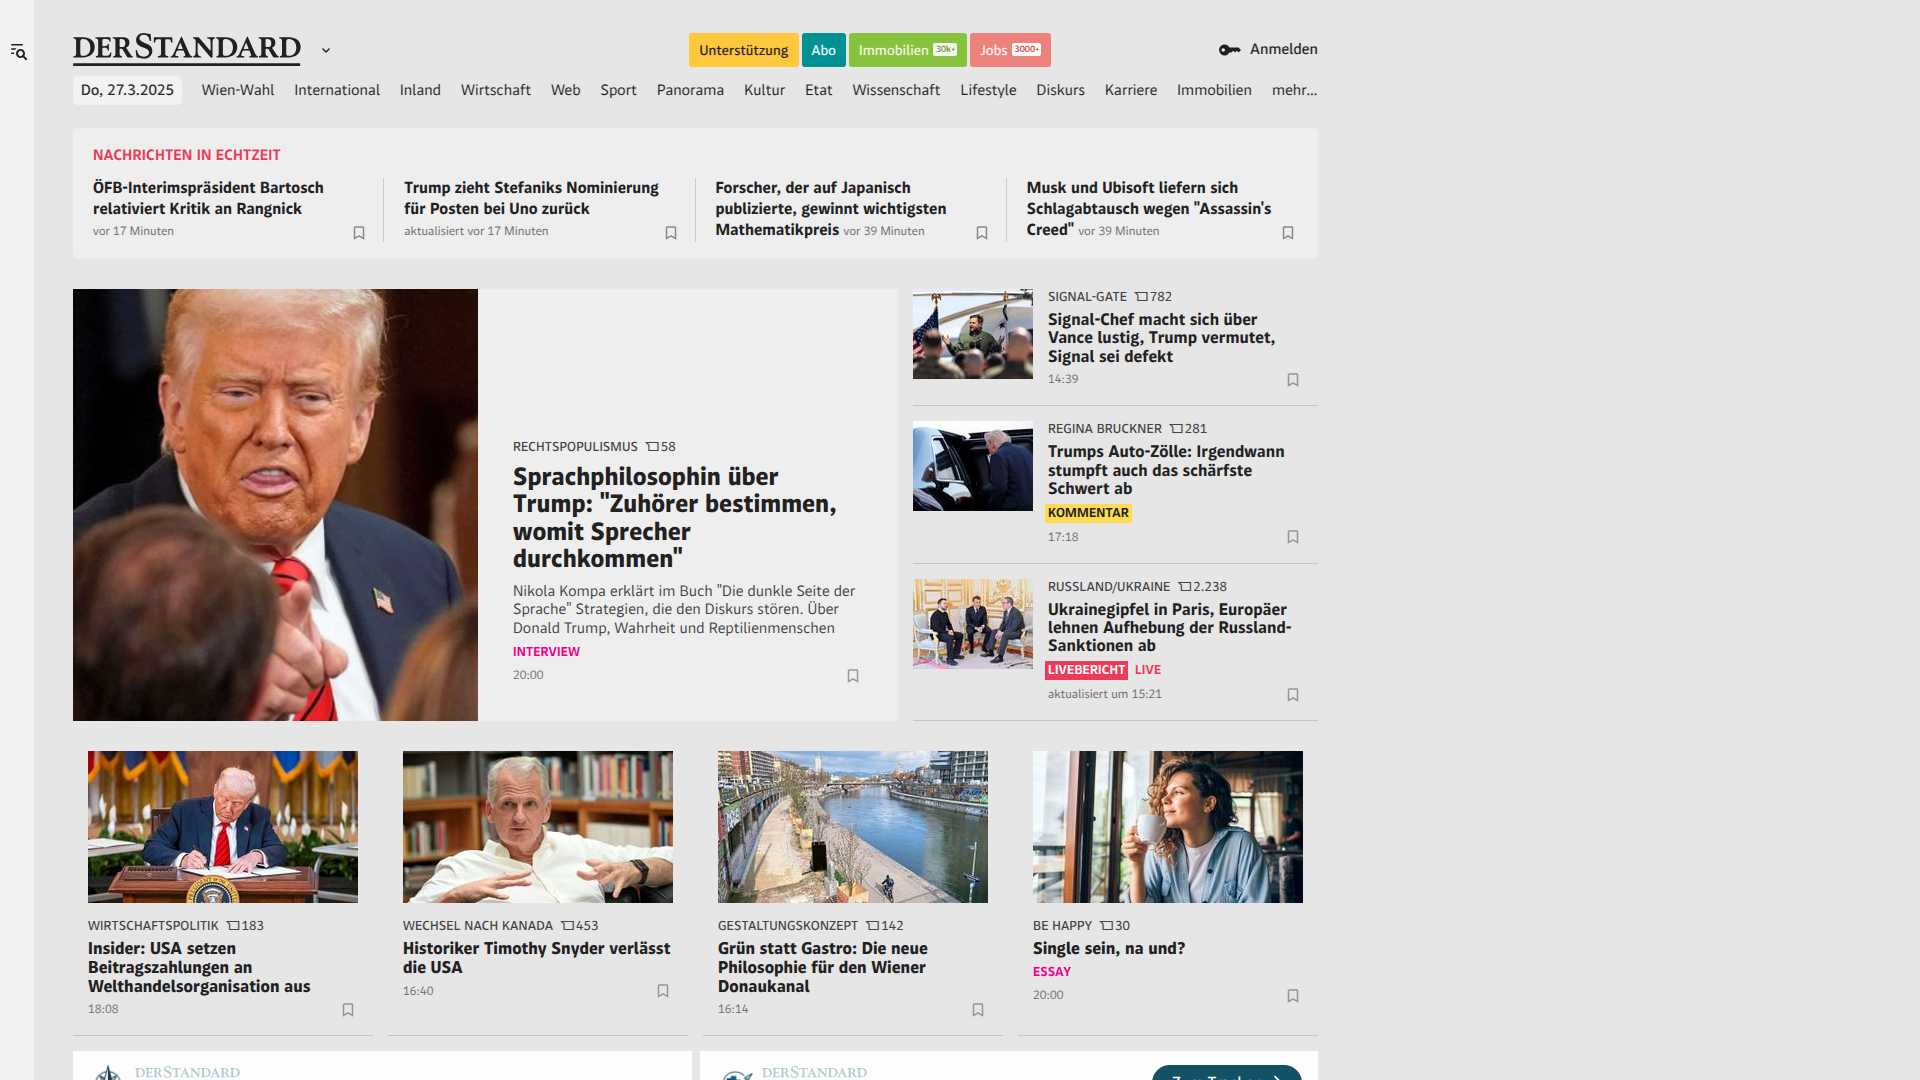 DERSTANDARD
Unterstützung
Abo
Immobilien 30k+
Jobs 3000+
Anmelden
Do, 27.3.2025
Wien-Wahl
International
Inland
Wirtschaft
Web
Sport
Panorama
Kultur
Etat
Wissenschaft
Lifestyle
Diskurs
Karriere
Immobilien
mehr...
NACHRICHTEN IN ECHTZEIT
ÖFB-Interimspräsident Bartosch
relativiert Kritik an Rangnick
vor 17 Minuten
Trump zieht Stefaniks Nominierung
für Posten bei Uno zurück
aktualisiert vor 17 Minuten
Forscher, der auf Japanisch
publizierte, gewinnt wichtigsten
Mathematikpreis vor 39 Minuten
Musk und Ubisoft liefern sich
Schlagabtausch wegen "Assassin's
Creed" vor 39 Minuten
RECHTSPOPULISMUS 58
Sprachphilosophin über
Trump: "Zuhörer bestimmen,
womit Sprecher
durchkommen"
Nikola Kompa erklärt im Buch "Die dunkle Seite der
Sprache" Strategien, die den Diskurs stören. Über
Donald Trump, Wahrheit und Reptilienmenschen
INTERVIEW
20:00
SIGNAL-GATE 782
Signal-Chef macht sich über
Vance lustig, Trump vermutet,
Signal sei defekt
14:39
REGINA BRUCKNER 281
Trumps Auto-Zölle: Irgendwann
stumpft auch das schärfste
Schwert ab
KOMMENTAR
17:18
RUSSLAND/UKRAINE 2.238
Ukrainegipfel in Paris, Europäer
lehnen Aufhebung der Russland-
Sanktionen ab
LIVEBERICHT LIVE
aktualisiert um 15:21
WIRTSCHAFTSPOLITIK 183
Insider: USA setzen
Beitragszahlungen an
Welthandelsorganisation aus
18:08
WECHSEL NACH KANADA 453
Historiker Timothy Snyder verlässt
die USA
16:40
GESTALTUNGSKONZEPT 142
Grün statt Gastro: Die neue
Philosophie für den Wiener
Donaukanal
16:14
BE HAPPY 30
Single sein, na und?
ESSAY
20:00
DERSTANDARD
DERSTANDARD